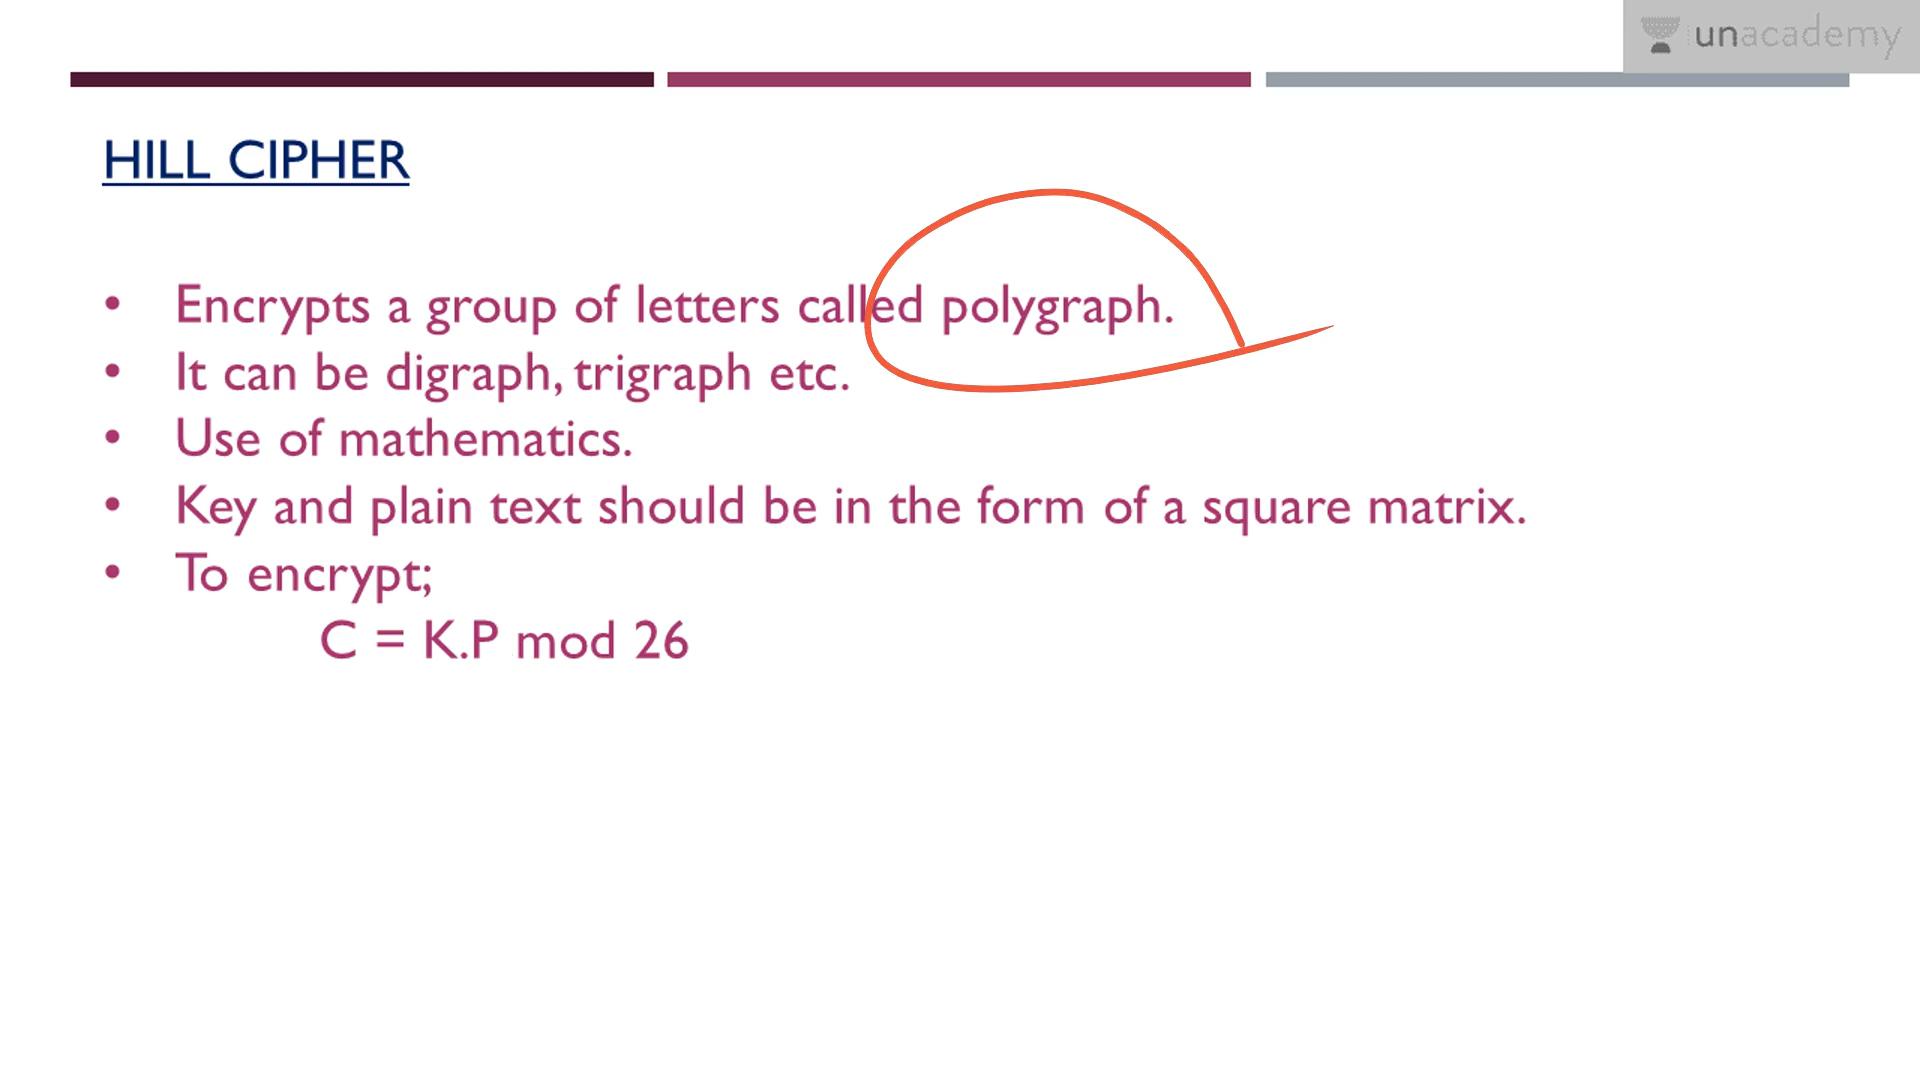 unacademy
HILL CIPHER
• Encrypts a group of letters called polygraph.
• It can be digraph, trigraph etc.
• Use of mathematics.
• Key and plain text should be in the form of a square matrix.
• To encrypt;
C = K.P mod 26